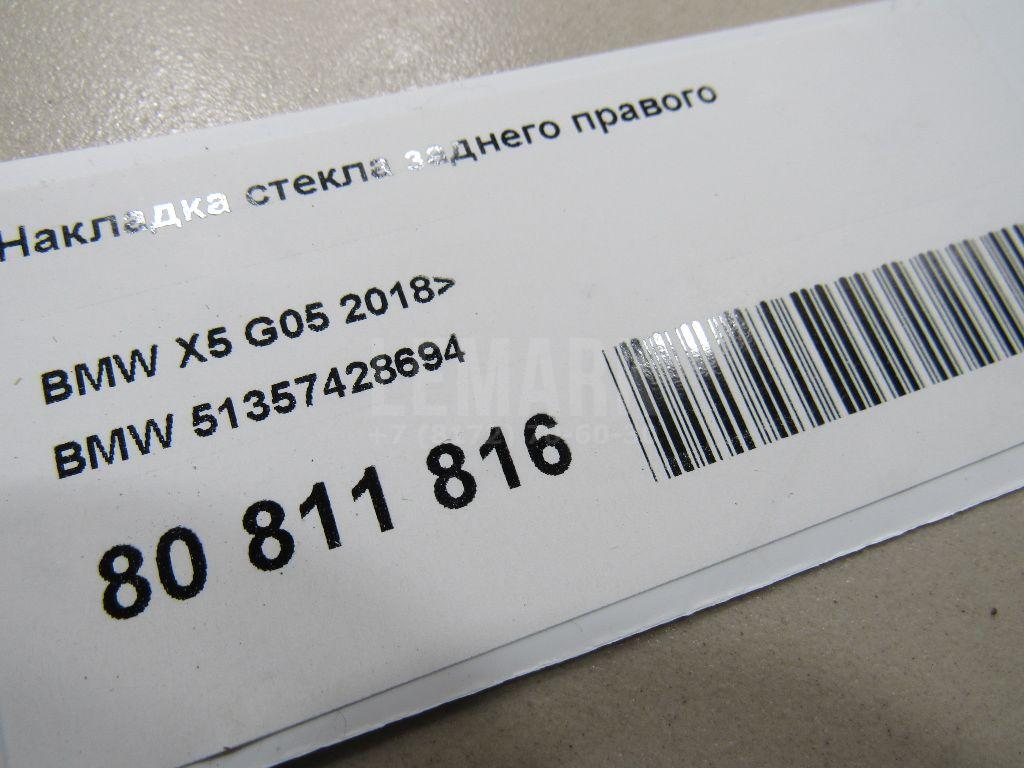 Накладка стекла заднего правого
BMW X5 G05 2018>
BMW 51357428694
80 811 816